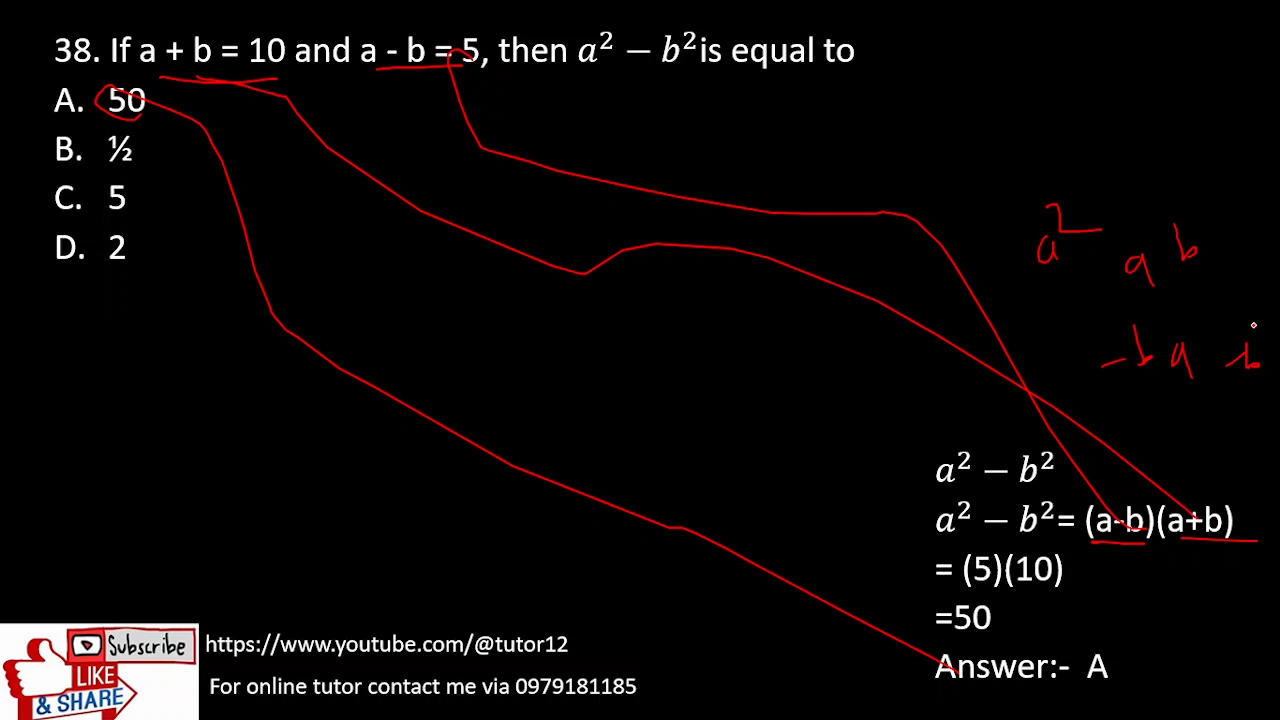 38. If a + b = 10 and a - b = 5, then a² − b² is equal to
A. 50
B. ½
C. 5
D. 2
a²
a b
-b a b
a² − b²
a² − b² = (a-b)(a+b)
= (5)(10)
=50
Answer:- A
Subscribe
LIKE
& SHARE
https://www.youtube.com/@tutor12
For online tutor contact me via 0979181185